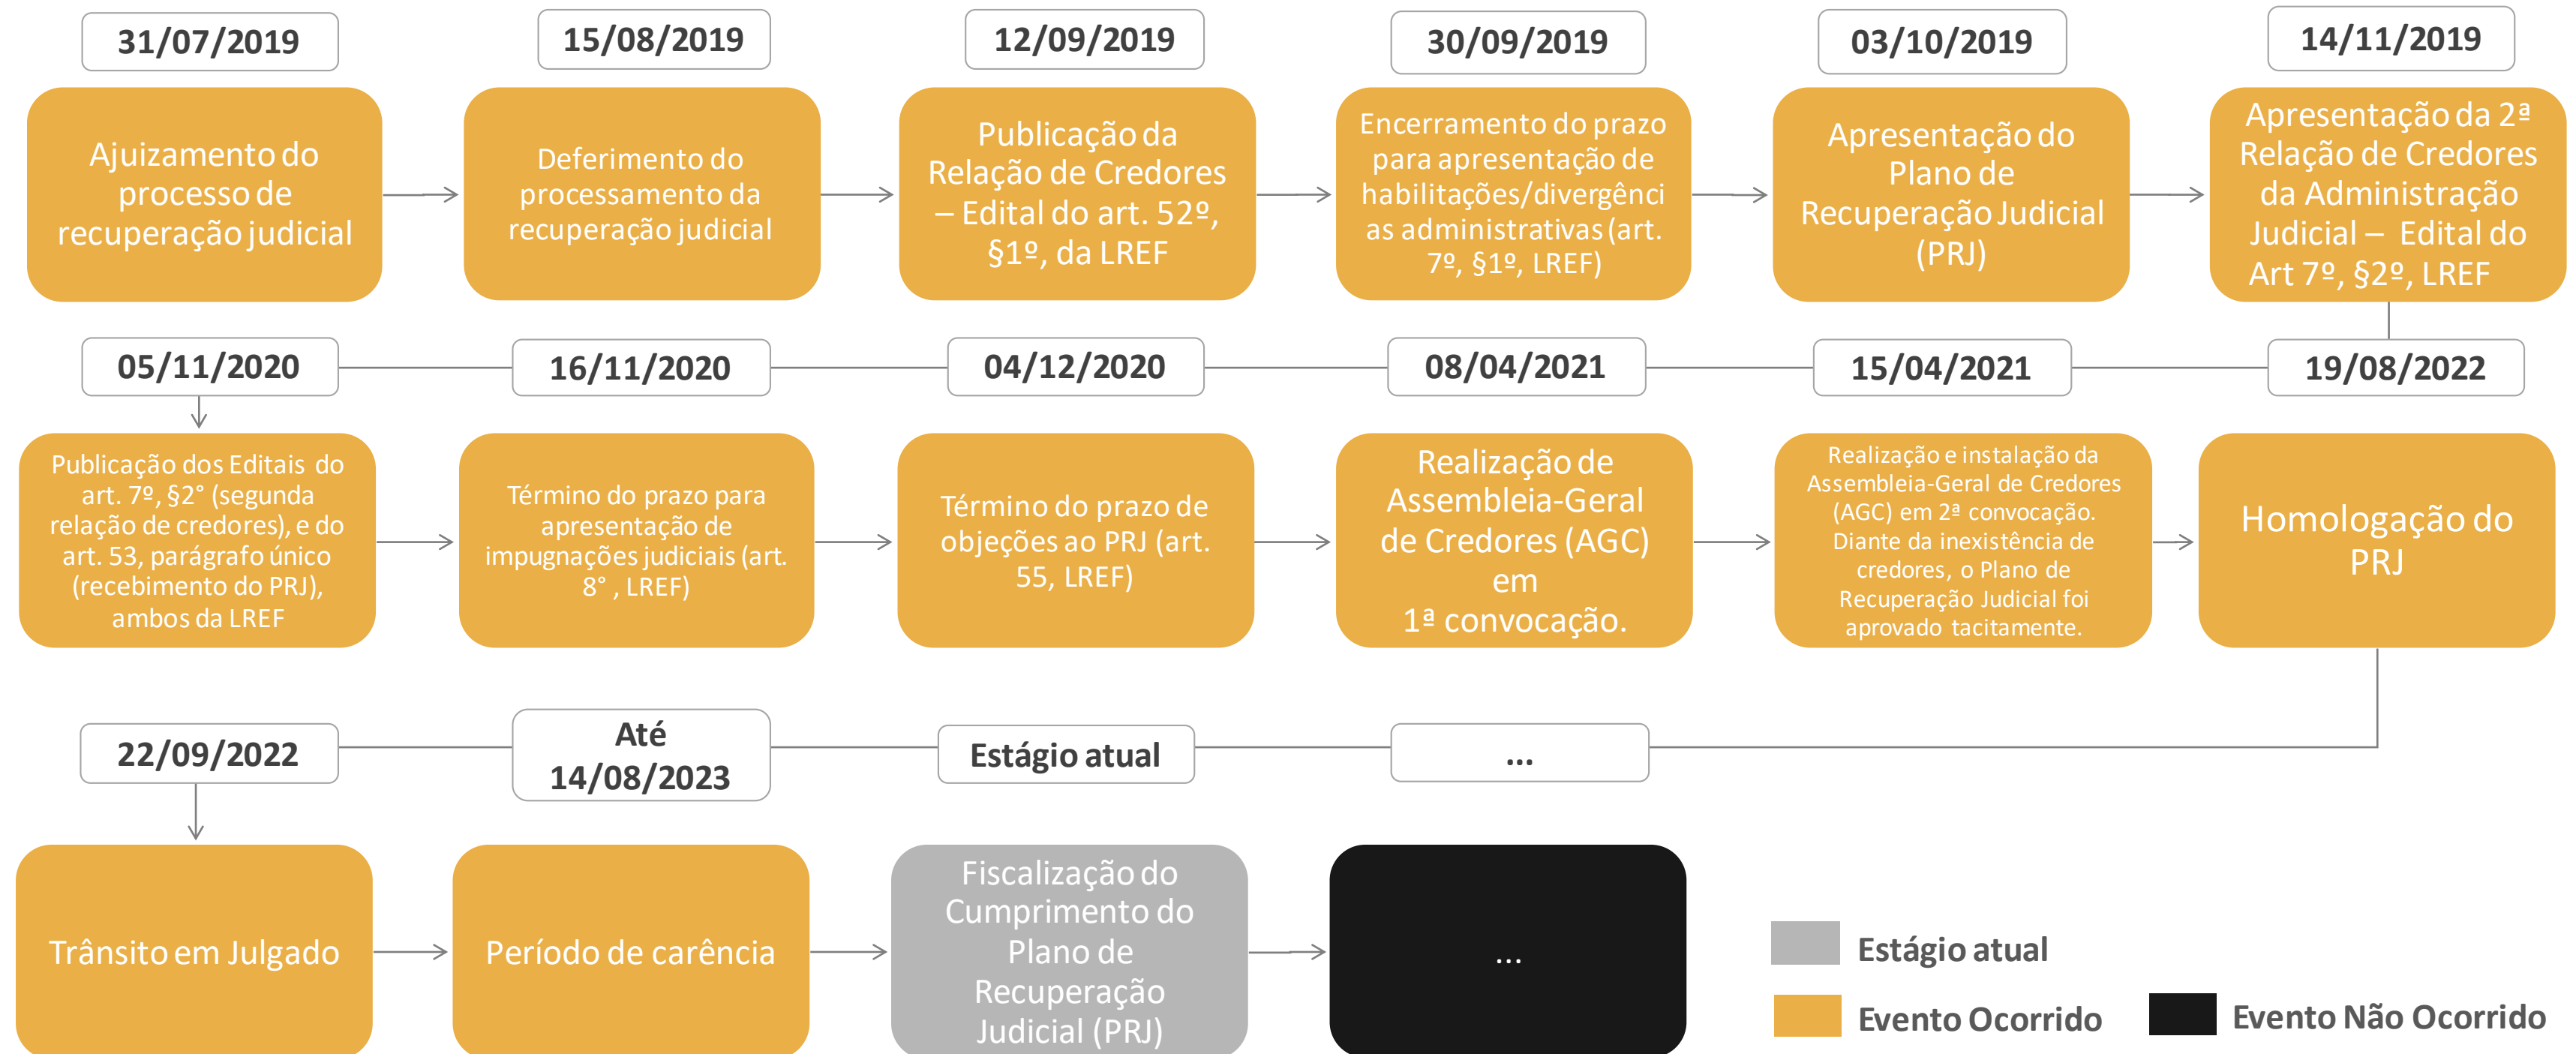 31/07/2019
15/08/2019
12/09/2019
30/09/2019
03/10/2019
14/11/2019
Ajuizamento do
processo de
recuperação judicial
Deferimento do
processamento da
recuperação judicial
Publicação da
Relação de Credores
– Edital do art. 52º,
§1º, da LREF
Encerramento do prazo
para apresentação de
habilitações/divergênci
as administrativas (art.
7º, §1º, LREF)
Apresentação do
Plano de
Recuperação Judicial
(PRJ)
Apresentação da 2ª
Relação de Credores
da Administração
Judicial – Edital do
Art 7º, §2º, LREF
05/11/2020
16/11/2020
04/12/2020
08/04/2021
15/04/2021
19/08/2022
Publicação dos Editais do
art. 7º, §2° (segunda
relação de credores), e do
art. 53, parágrafo único
(recebimento do PRJ),
ambos da LREF
Término do prazo para
apresentação de
impugnações judiciais (art.
8° , LREF)
Término do prazo de
objeções ao PRJ (art.
55, LREF)
Realização de
Assembleia-Geral
de Credores (AGC)
em
1ª convocação.
Realização e instalação da
Assembleia-Geral de Credores
(AGC) em 2ª convocação.
Diante da inexistência de
credores, o Plano de
Recuperação Judicial foi
aprovado tacitamente.
Homologação do
PRJ
22/09/2022
Até
14/08/2023
Estágio atual
...
Trânsito em Julgado
Período de carência
Fiscalização do
Cumprimento do
Plano de
Recuperação
Judicial (PRJ)
...
Estágio atual
Evento Ocorrido
Evento Não Ocorrido